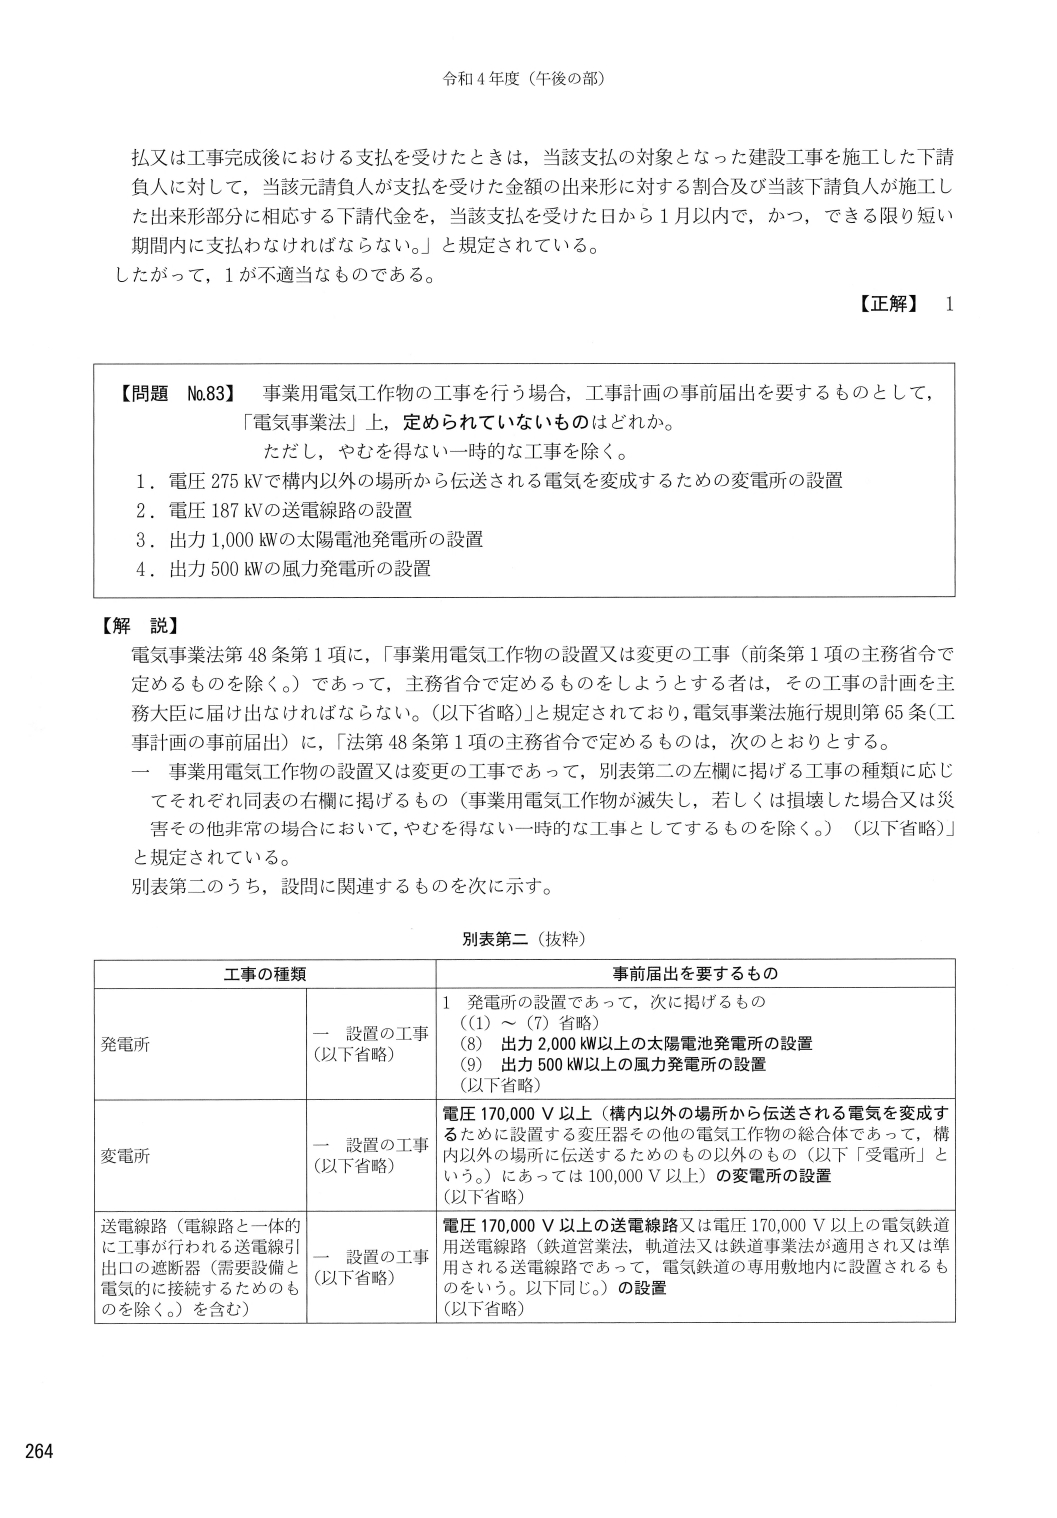 令和4年度（午後の部）
払又は工事完成後における支払を受けたときは，当該支払の対象となった建設工事を施工した下請
負人に対して，当該元請負人が支払を受けた金額の出来形に対する割合及び当該下請負人が施工し
た出来形部分に相応する下請代金を，当該支払を受けた日から1月以内で，かつ，できる限り短い
期間内に支払わなければならない。」と規定されている。
したがって，1が不適当なものである。
【正解】 1
【問題 No.83】 事業用電気工作物の工事を行う場合，工事計画の事前届出を要するものとして，
「電気事業法」上，定められていないものはどれか。
ただし，やむを得ない一時的な工事を除く。
1．電圧 275 kVで構内以外の場所から伝送される電気を変成するための変電所の設置
2．電圧 187 kVの送電線路の設置
3．出力 1,000 kWの太陽電池発電所の設置
4．出力 500 kWの風力発電所の設置
【解 説】
電気事業法第 48 条第 1 項に，「事業用電気工作物の設置又は変更の工事（前条第 1 項の主務省令で
定めるものを除く。）であって，主務省令で定めるものをしようとする者は，その工事の計画を主
務大臣に届け出なければならない。（以下省略）」と規定されており，電気事業法施行規則第 65 条（工
事計画の事前届出）に，「法第 48 条第 1 項の主務省令で定めるものは，次のとおりとする。
一 事業用電気工作物の設置又は変更の工事であって，別表第二の左欄に掲げる工事の種類に応じ
てそれぞれ同表の右欄に掲げるもの（事業用電気工作物が滅失し，若しくは損壊した場合又は災
害その他非常の場合において，やむを得ない一時的な工事としてするものを除く。）（以下省略）」
と規定されている。
別表第二のうち，設問に関連するものを次に示す。
別表第二（抜粋）
工事の種類 事前届出を要するもの
発電所
一 設置の工事
（以下省略）
1 発電所の設置であって，次に掲げるもの
（（1）～（7）省略）
（8） 出力 2,000 kW以上の太陽電池発電所の設置
（9） 出力 500 kW以上の風力発電所の設置
（以下省略）
変電所
一 設置の工事
（以下省略）
電圧 170,000 V 以上（構内以外の場所から伝送される電気を変成す
るために設置する変圧器その他の電気工作物の総合体であって，構
内以外の場所に伝送するためのもの以外のもの（以下「受電所」と
いう。）にあっては 100,000 V 以上）の変電所の設置
（以下省略）
送電線路（電線路と一体的
に工事が行われる送電線引
出口の遮断器（需要設備と
電気的に接続するためのも
のを除く。）を含む）
一 設置の工事
（以下省略）
電圧 170,000 V 以上の送電線路又は電圧 170,000 V 以上の電気鉄道
用送電線路（鉄道営業法，軌道法又は鉄道事業法が適用され又は準
用される送電線路であって，電気鉄道の専用敷地内に設置されるも
のをいう。以下同じ。）の設置
（以下省略）
264